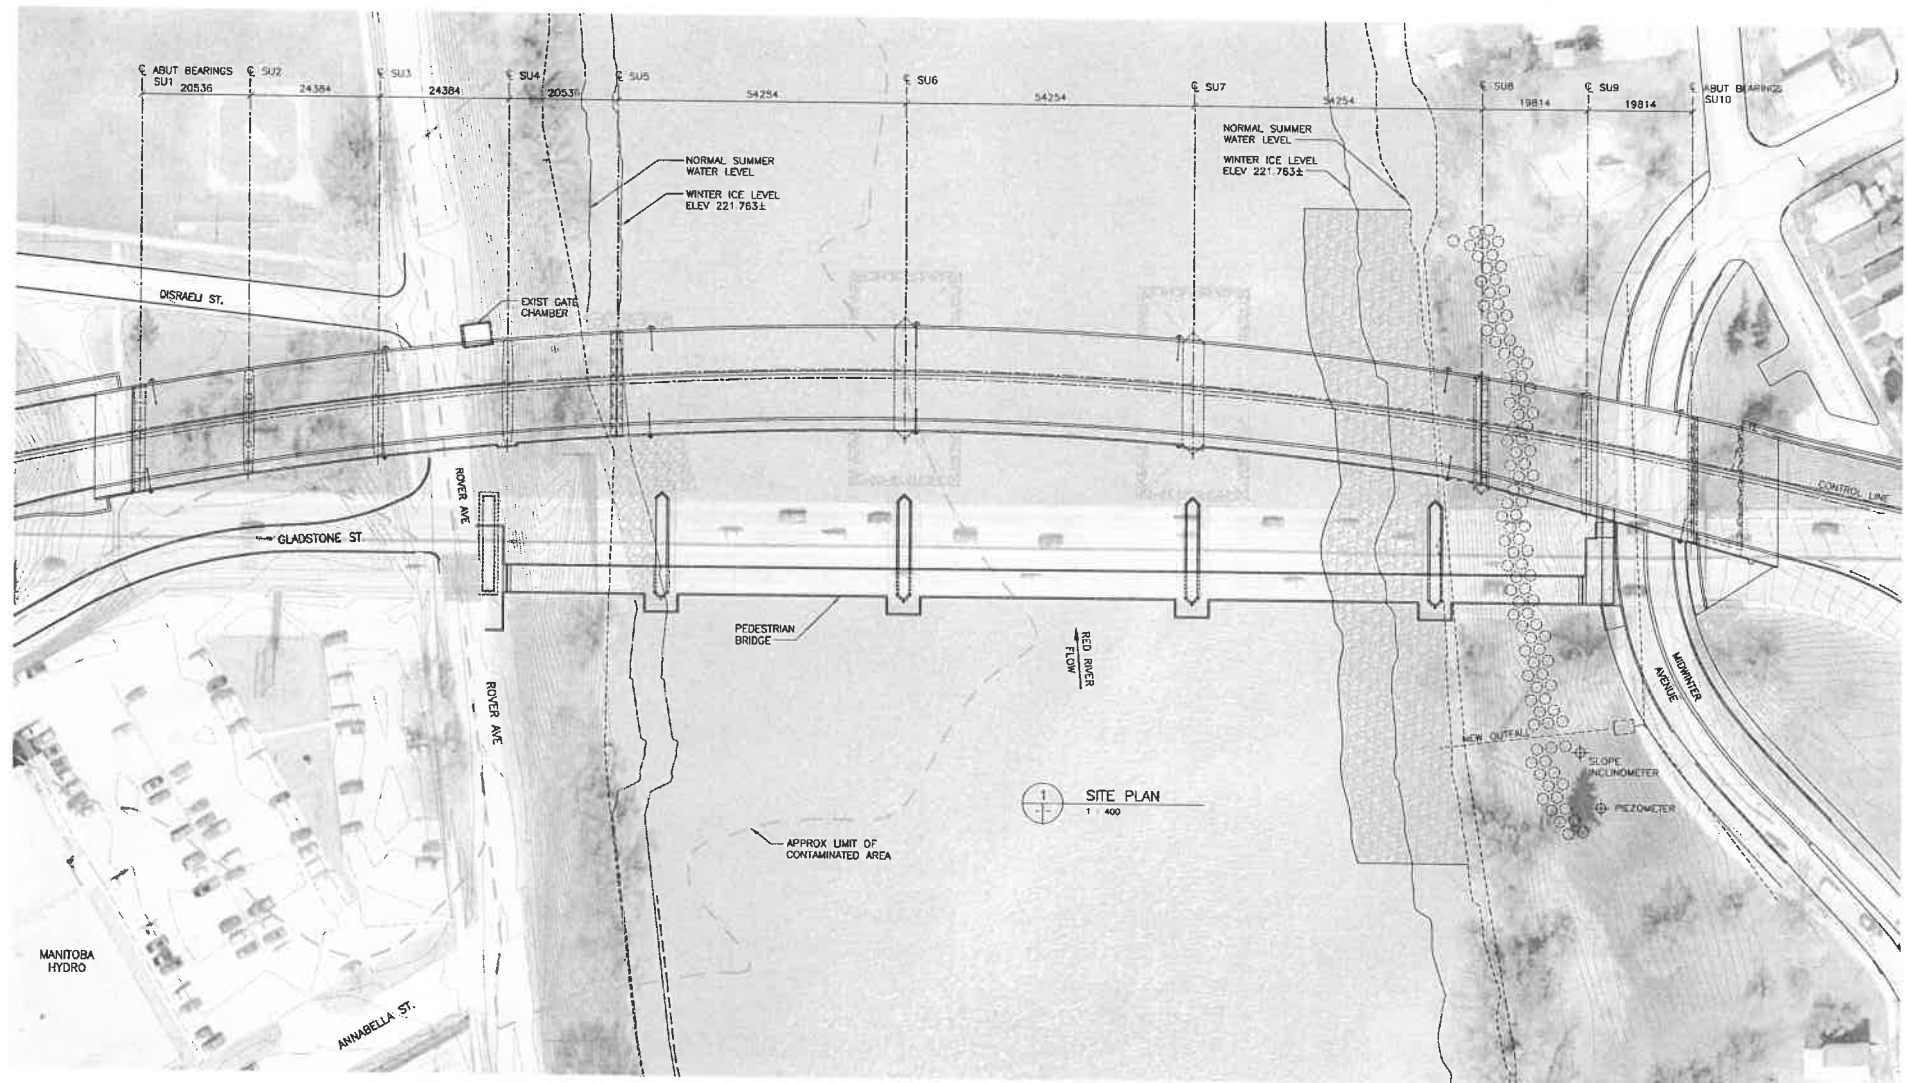 ℄ ABUT BEARINGS
SU1
℄ SU2
℄ SU3
℄ SU4
℄ SU5
℄ SU6
℄ SU7
℄ SU8
℄ SU9
℄ ABUT BEARINGS
SU10
20536
24384
24384
54254
54254
54254
19814
19814
NORMAL SUMMER
WATER LEVEL
WINTER ICE LEVEL
ELEV 221.763±
NORMAL SUMMER
WATER LEVEL
WINTER ICE LEVEL
ELEV 221.763±
DISRAELI ST.
EXIST GATE
CHAMBER
ROVER AVE
GLADSTONE ST.
CONTROL LINE
PEDESTRIAN
BRIDGE
RED RIVER
FLOW
MIDWINTER
AVENUE
ROVER AVE
NEW OUTFALL
SLOPE
INCLINOMETER
PIEZOMETER
1
SITE PLAN
1 : 400
APPROX LIMIT OF
CONTAMINATED AREA
MANITOBA
HYDRO
ANNABELLA ST.